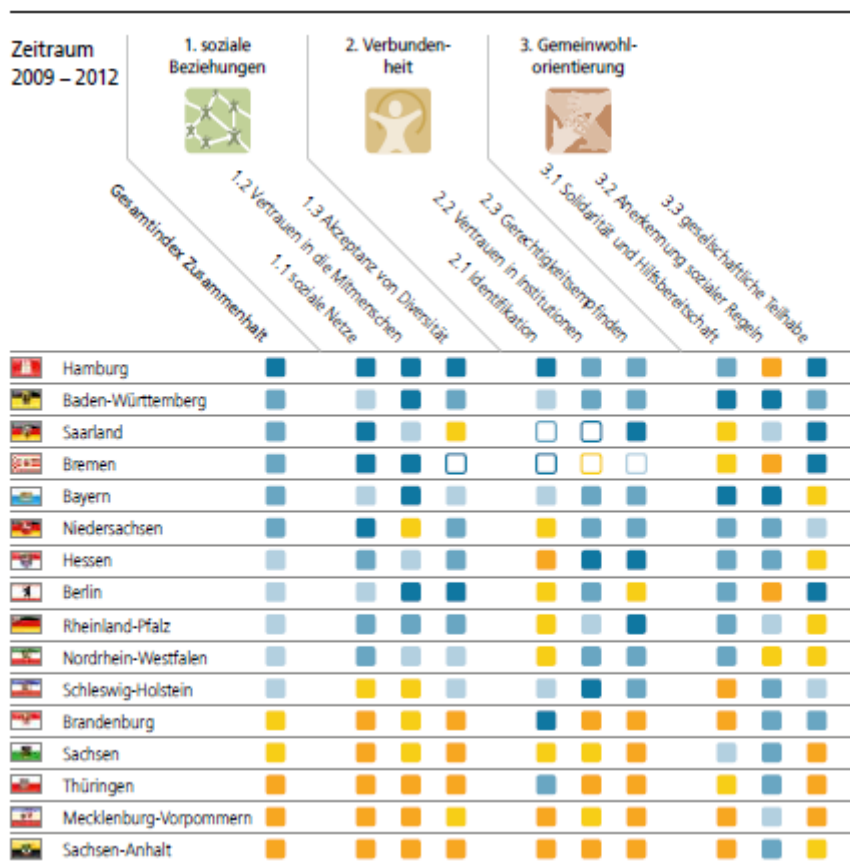 Zeitraum
2009 – 2012
1. soziale
Beziehungen
2. Verbunden-
heit
3. Gemeinwohl-
orientierung
Gesamtindex Zusammenhalt
1.1 soziale Netze
1.2 Vertrauen in die Mitmenschen
1.3 Akzeptanz von Diversität
2.1 Identifikation
2.2 Vertrauen in Institutionen
2.3 Gerechtigkeitsempfinden
3.1 Solidarität und Hilfsbereitschaft
3.2 Anerkennung sozialer Regeln
3.3 gesellschaftliche Teilhabe
Hamburg
Baden-Württemberg
Saarland
Bremen
Bayern
Niedersachsen
Hessen
Berlin
Rheinland-Pfalz
Nordrhein-Westfalen
Schleswig-Holstein
Brandenburg
Sachsen
Thüringen
Mecklenburg-Vorpommern
Sachsen-Anhalt